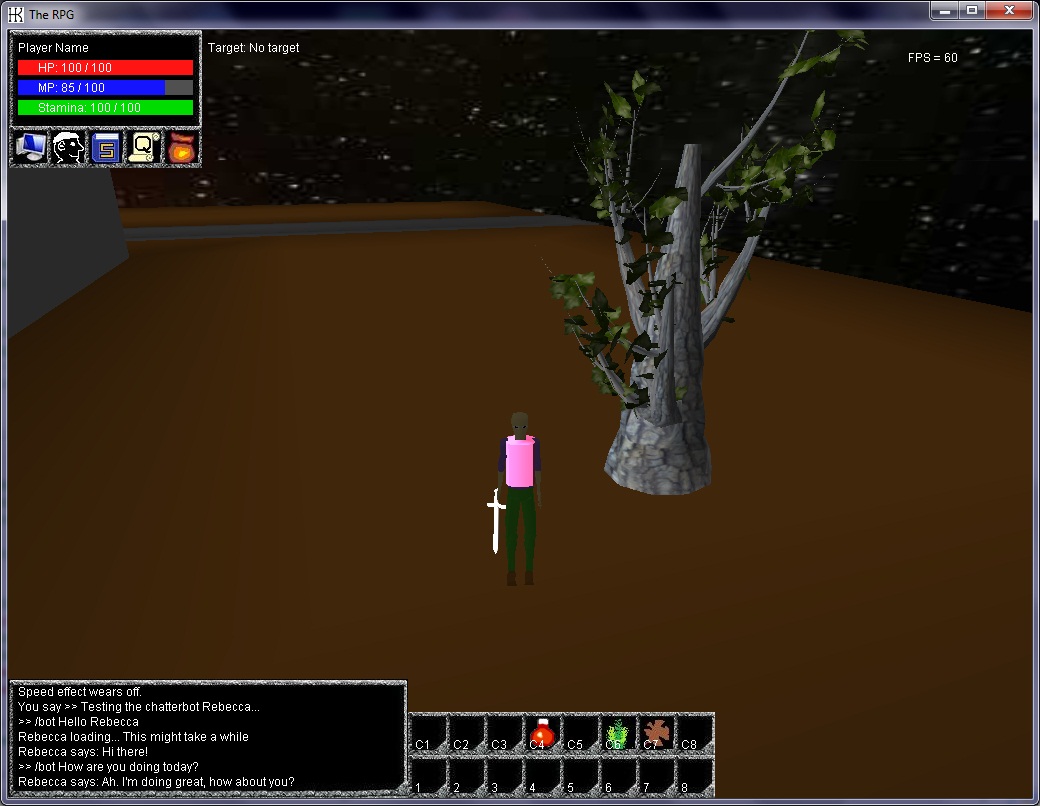 The RPG
Player Name
Target: No target
FPS = 60
HP: 100 / 100
MP: 85 / 100
Stamina: 100 / 100
S
Q
Speed effect wears off.
You say >> Testing the chatterbot Rebecca...
>> /bot Hello Rebecca
Rebecca loading... This might take a while
Rebecca says: Hi there!
>> /bot How are you doing today?
Rebecca says: Ah. I'm doing great, how about you?
C1 C2 C3 C4 C5 C6 C7 C8
1 2 3 4 5 6 7 8